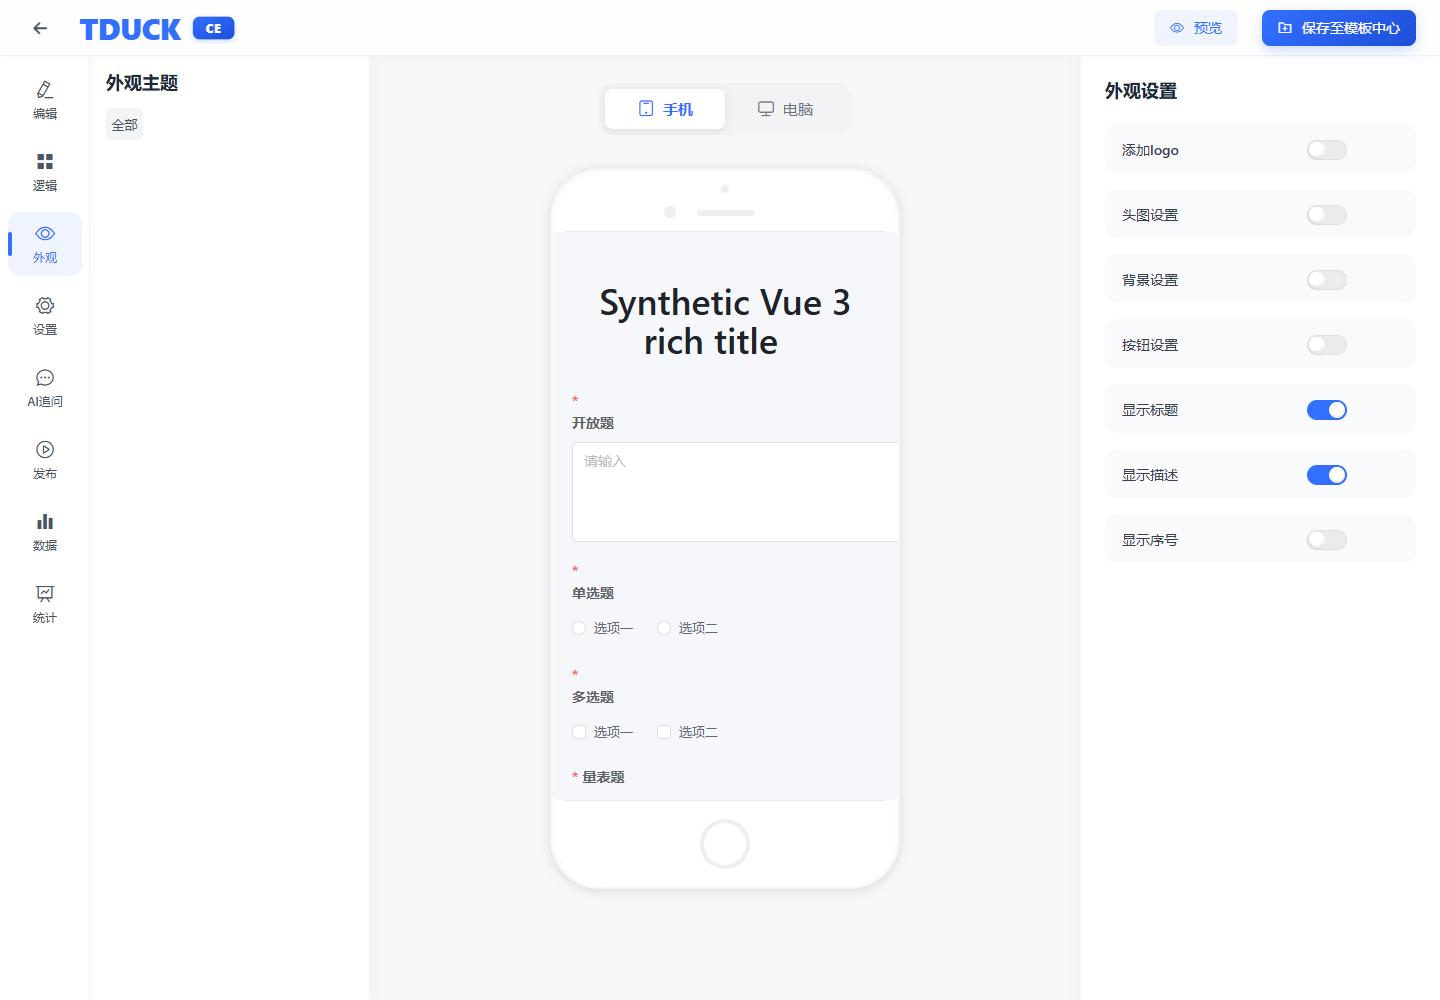 TDUCK CE
预览
保存至模板中心
编辑
逻辑
外观
设置
AI追问
发布
数据
统计
外观主题
全部
手机
电脑
Synthetic Vue 3
rich title
*
开放题
请输入
*
单选题
选项一 选项二
*
多选题
选项一 选项二
* 量表题
外观设置
添加logo
头图设置
背景设置
按钮设置
显示标题
显示描述
显示序号